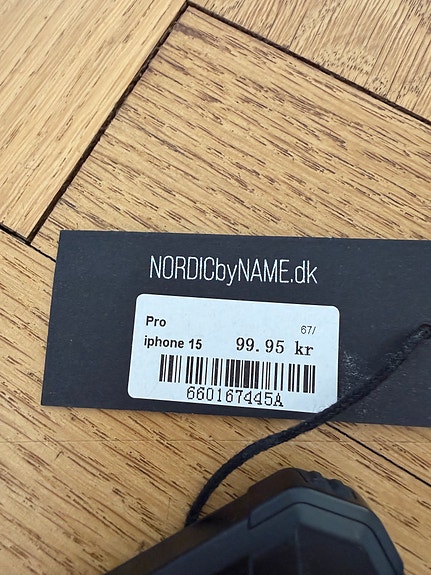 NORDICbyNAME.dk
Pro
67/
iphone 15 99.95 kr
660167445A